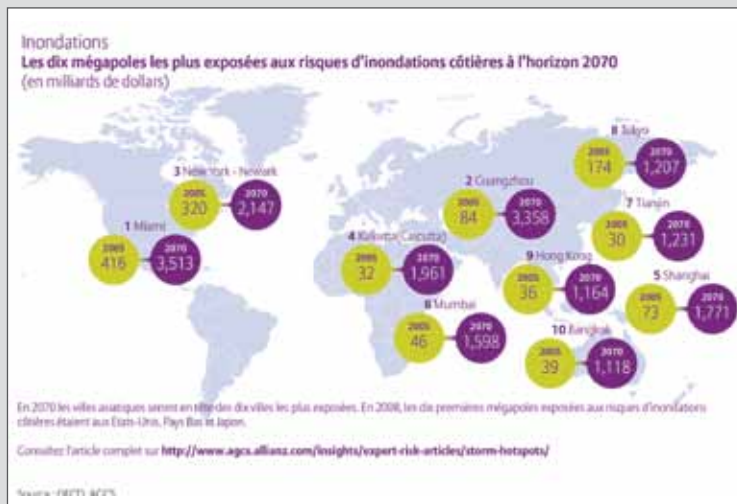 Inondations
Les dix mégapoles les plus exposées aux risques d'inondations côtières à l'horizon 2070
(en milliards de dollars)
8 Tokyo
2005 174 2070 1,207
3 New York - Newark
2005 320 2070 2,147
2 Guangzhou
2005 84 2070 3,358
7 Tianjin
2005 30 2070 1,231
1 Miami
2005 416 2070 3,513
4 Kolkata (Calcutta)
2005 32 2070 1,961
9 Hong Kong
2005 36 2070 1,164
5 Shanghai
2005 73 2070 1,771
Mumbai
2005 46 2070 1,598
10 Bangkok
2005 39 2070 1,118
En 2070 les villes asiatiques seront en tête des dix villes les plus exposées. En 2008, les dix premières mégapoles exposées aux risques d'inondations
côtières étaient aux Etats-Unis, Pays Bas et Japon.
Consultez l'article complet sur http://www.agcs.allianz.com/insights/expert-risk-articles/storm-hotspots/
Source : OECD, AGCS